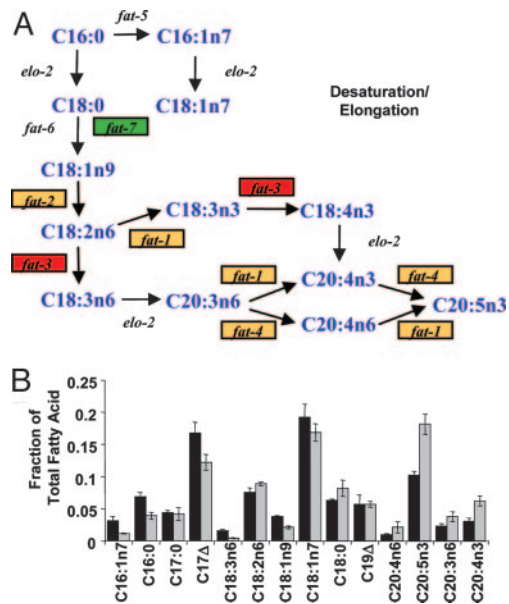 A
C16:0 fat-5 C16:1n7
elo-2 elo-2
C18:0 C18:1n7
Desaturation/
Elongation
fat-6 fat-7
C18:1n9
fat-2
C18:2n6 fat-1 C18:3n3 fat-3 C18:4n3
fat-3 elo-2
C18:3n6 elo-2 C20:3n6 fat-1 C20:4n3 fat-4
fat-4 C20:4n6 fat-1 C20:5n3
B
Fraction of
Total Fatty Acid
0.25
0.2
0.15
0.1
0.05
0
C16:1n7
C16:0
C17:0
C17Δ
C18:3n6
C18:2n6
C18:1n9
C18:1n7
C18:0
C19Δ
C20:4n6
C20:5n3
C20:3n6
C20:4n3